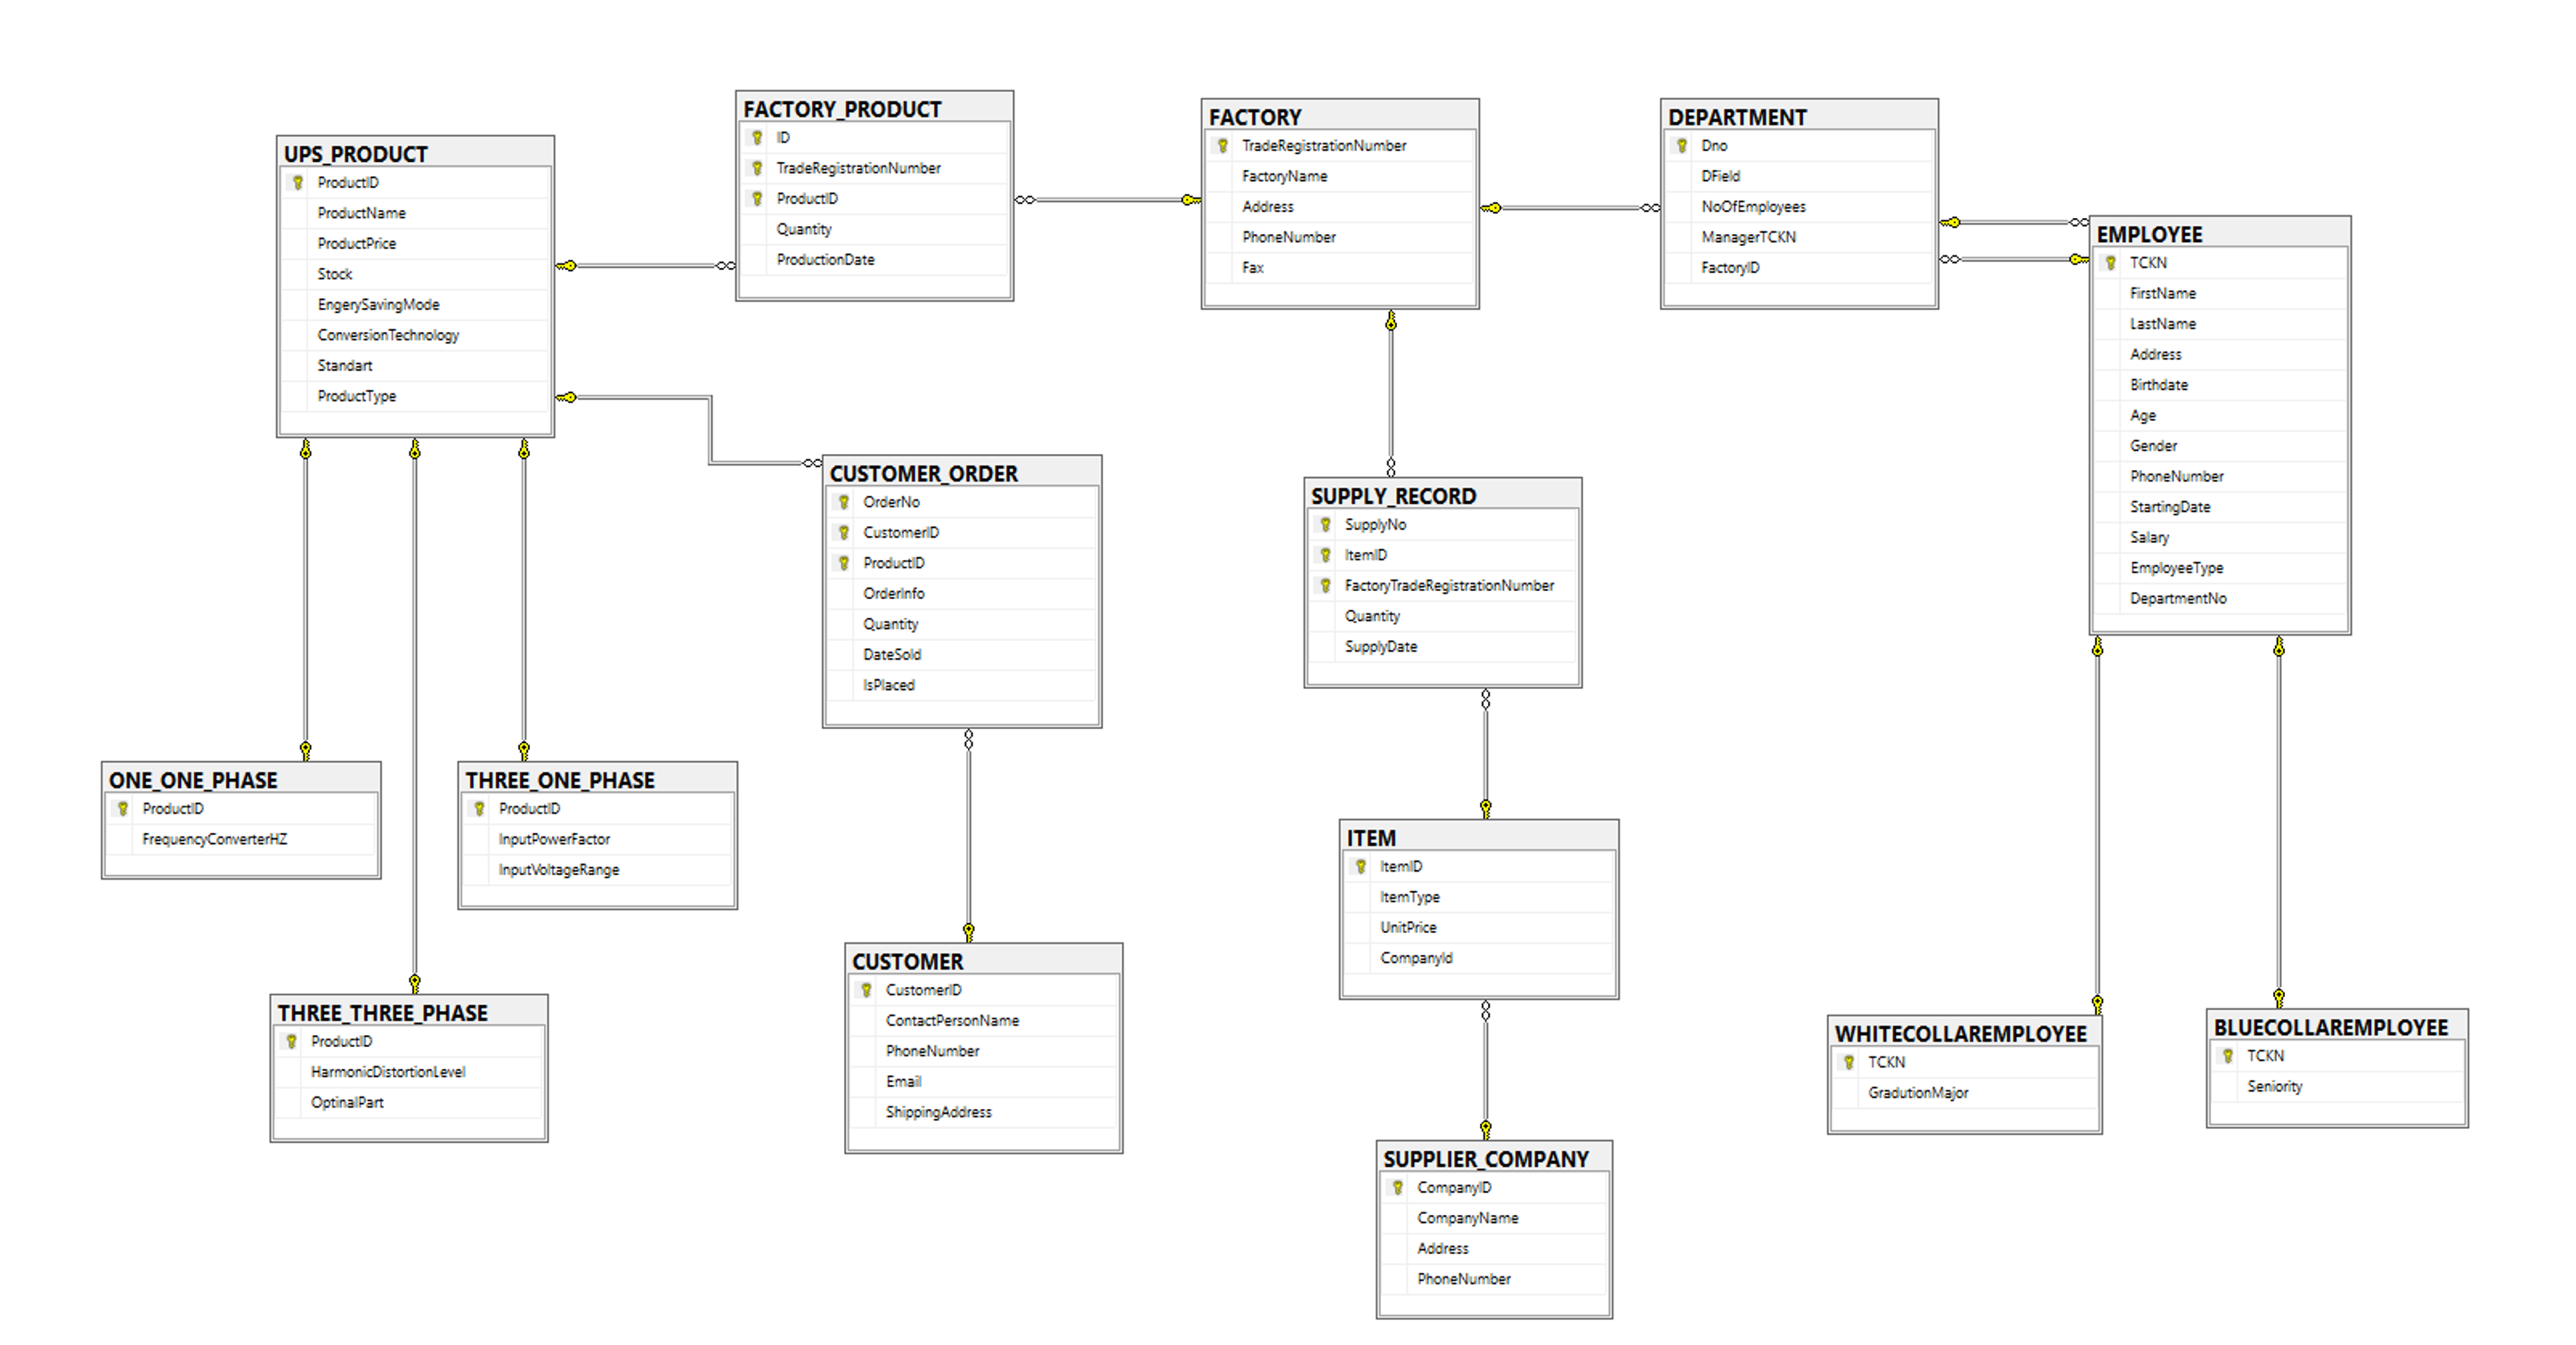 UPS_PRODUCT
ProductID
ProductName
ProductPrice
Stock
EngerySavingMode
ConversionTechnology
Standart
ProductType
FACTORY_PRODUCT
ID
TradeRegistrationNumber
ProductID
Quantity
ProductionDate
FACTORY
TradeRegistrationNumber
FactoryName
Address
PhoneNumber
Fax
DEPARTMENT
Dno
DField
NoOfEmployees
ManagerTCKN
FactoryID
EMPLOYEE
TCKN
FirstName
LastName
Address
Birthdate
Age
Gender
PhoneNumber
StartingDate
Salary
EmployeeType
DepartmentNo
CUSTOMER_ORDER
OrderNo
CustomerID
ProductID
OrderInfo
Quantity
DateSold
IsPlaced
SUPPLY_RECORD
SupplyNo
ItemID
FactoryTradeRegistrationNumber
Quantity
SupplyDate
ONE_ONE_PHASE
ProductID
FrequencyConverterHZ
THREE_ONE_PHASE
ProductID
InputPowerFactor
InputVoltageRange
THREE_THREE_PHASE
ProductID
HarmonicDistortionLevel
OptinalPart
CUSTOMER
CustomerID
ContactPersonName
PhoneNumber
Email
ShippingAddress
ITEM
ItemID
ItemType
UnitPrice
CompanyId
SUPPLIER_COMPANY
CompanyID
CompanyName
Address
PhoneNumber
WHITECOLLAREMPLOYEE
TCKN
GradutionMajor
BLUECOLLAREMPLOYEE
TCKN
Seniority